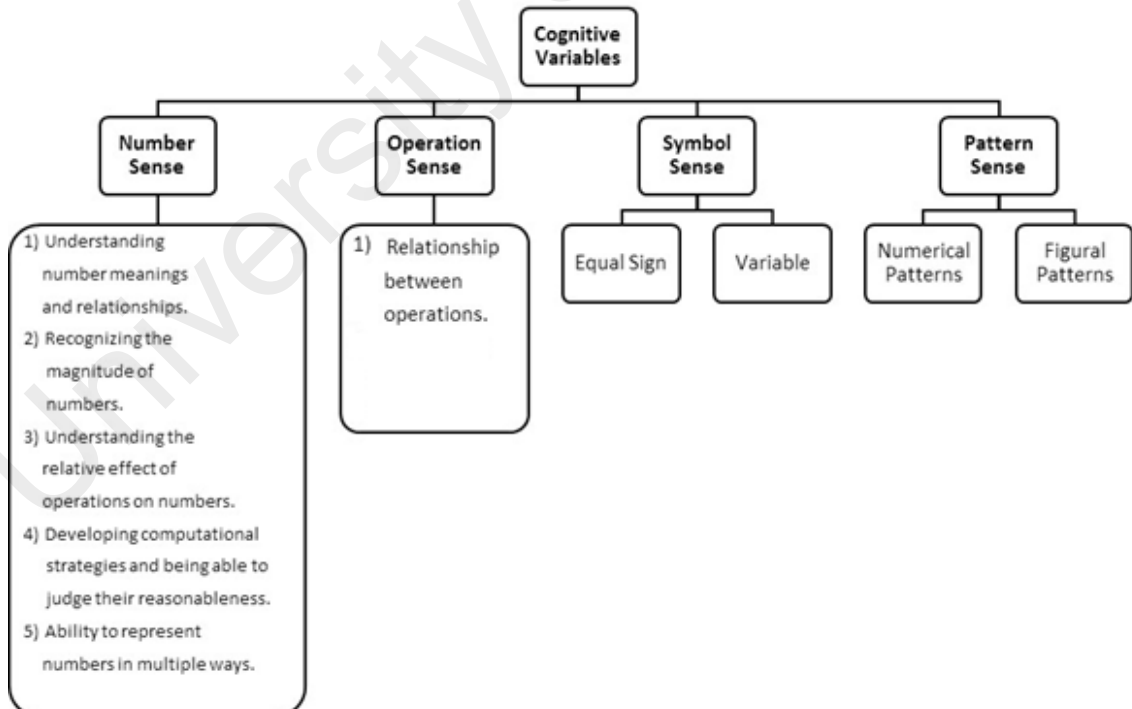 Cognitive
Variables
Number
Sense
Operation
Sense
Symbol
Sense
Pattern
Sense
1) Understanding
number meanings
and relationships.
2) Recognizing the
magnitude of
numbers.
3) Understanding the
relative effect of
operations on numbers.
4) Developing computational
strategies and being able to
judge their reasonableness.
5) Ability to represent
numbers in multiple ways.
1) Relationship
between
operations.
Equal Sign
Variable
Numerical
Patterns
Figural
Patterns
University